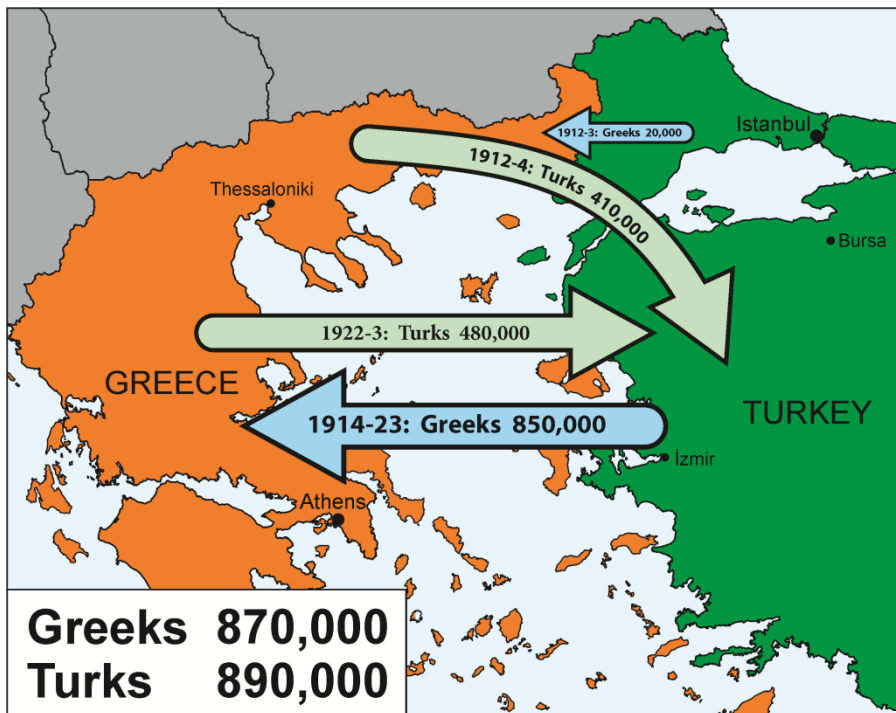 1912-3: Greeks 20,000
Istanbul
1912-4: Turks 410,000
Thessaloniki
Bursa
1922-3: Turks 480,000
GREECE
TURKEY
1914-23: Greeks 850,000
İzmir
Athens
Greeks 870,000
Turks 890,000